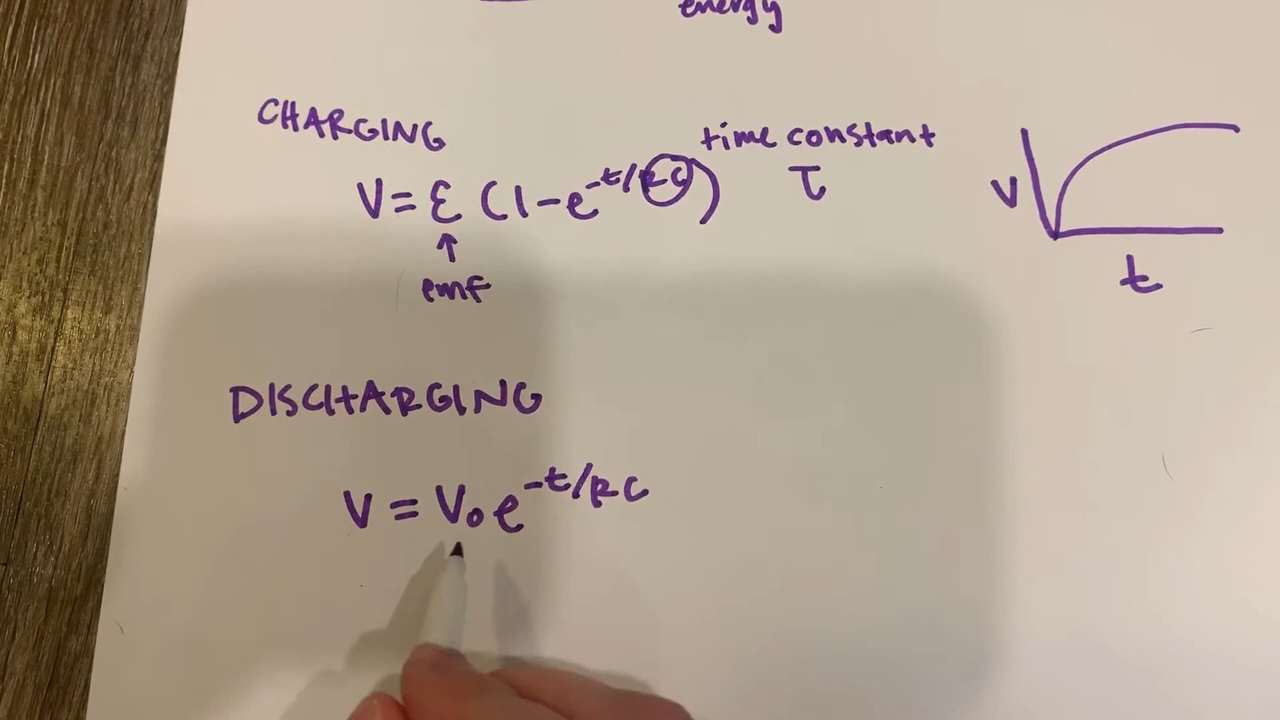 energy
CHARGING
time constant
V = ε (1 - e^{-t/RC})
τ
↑
emf
V
t
DISCHARGING
V = V₀ e^{-t/RC}